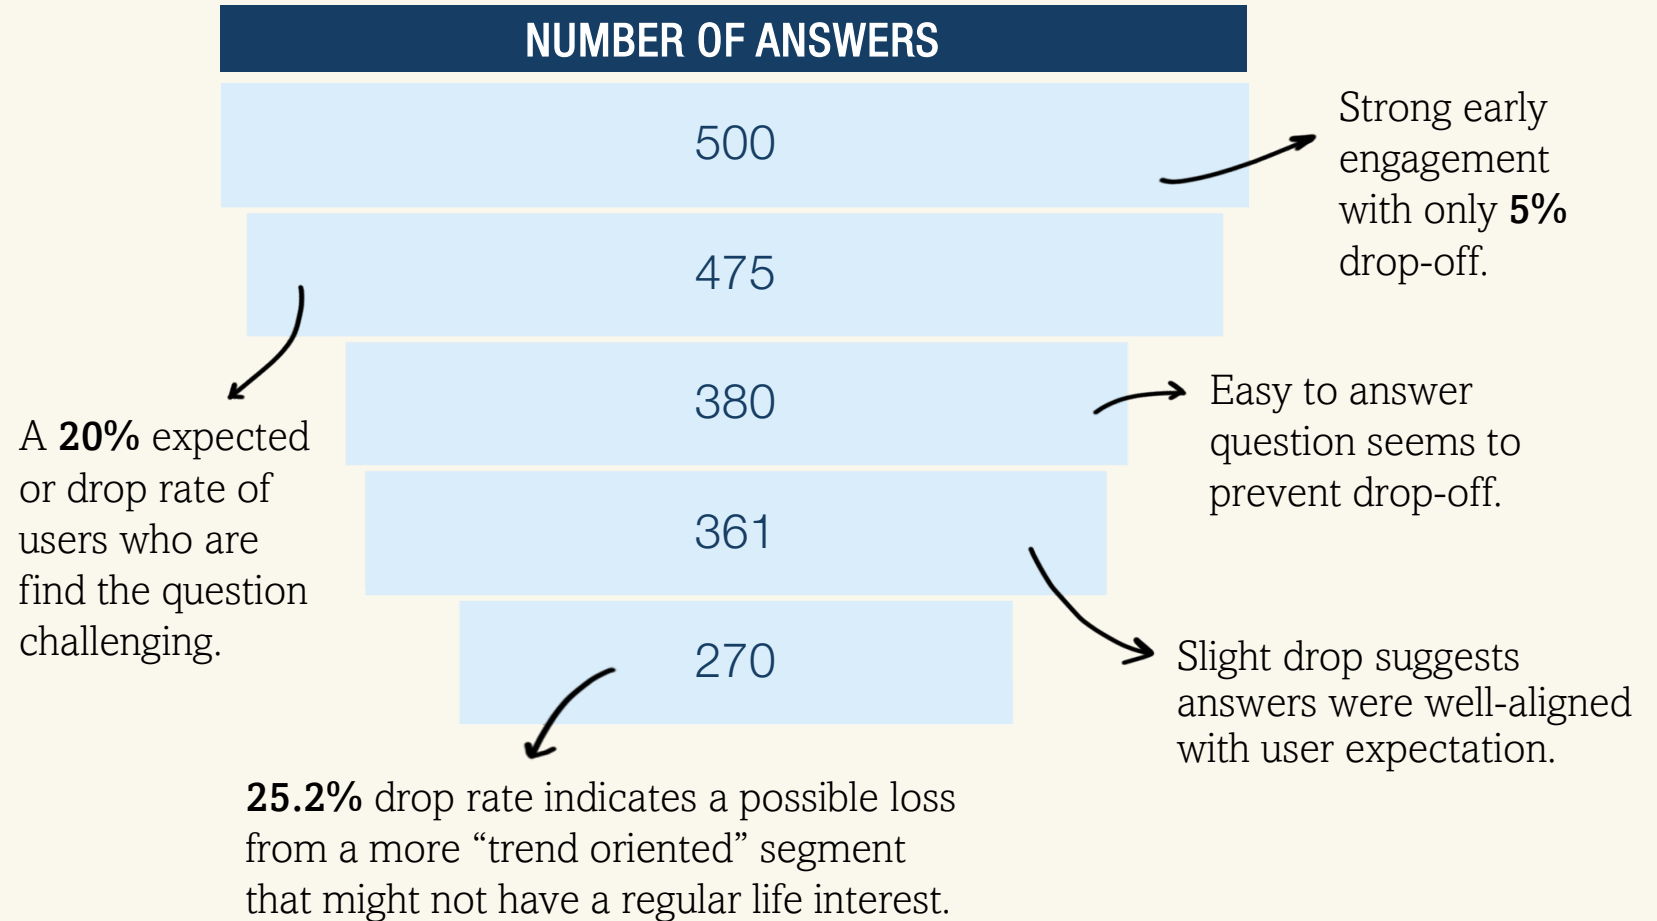 NUMBER OF ANSWERS
500
Strong early
engagement
with only 5%
drop-off.
475
A 20% expected
or drop rate of
users who are
find the question
challenging.
380
Easy to answer
question seems to
prevent drop-off.
361
Slight drop suggests
answers were well-aligned
with user expectation.
270
25.2% drop rate indicates a possible loss
from a more “trend oriented” segment
that might not have a regular life interest.